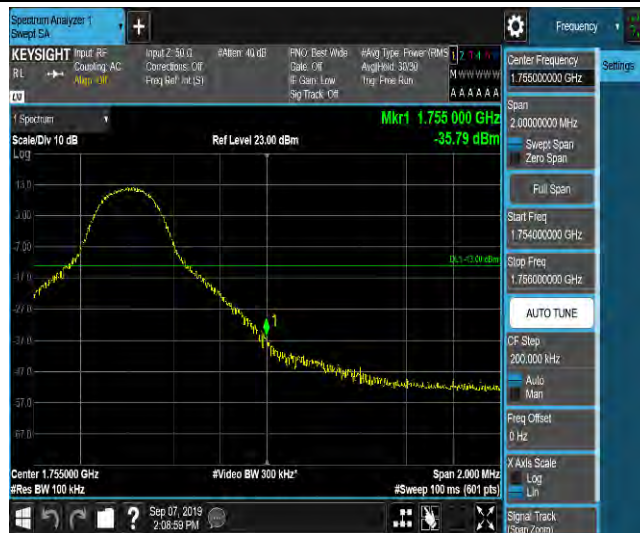 Spectrum Analyzer 1
Swept SA
Frequency
KEYSIGHT
RL
Input: RF
Coupling: AC
Align: Off
Input Z: 50 Ω
Corrections: Off
Freq Ref: Int (S)
#Atten: 40 dB
PNO: Best Wide
Gate: Off
IF Gain: Low
Sig Track: Off
#Avg Type: Power (RMS
Avg|Hold: 30/30
Trig: Free Run
M W W W W W
A A A A A A
1 Spectrum
Scale/Div 10 dB
Log
Ref Level 23.00 dBm
Mkr1 1.755 000 GHz
-35.79 dBm
13.0
3.00
-7.00
DL1 -13.00 dBm
-17.0
-27.0
1
-37.0
-47.0
-57.0
-67.0
Center 1.755000 GHz
#Res BW 100 kHz
#Video BW 300 kHz*
Span 2.000 MHz
#Sweep 100 ms (601 pts)
Sep 07, 2019
2:08:59 PM
Center Frequency
1.755000000 GHz
Settings
Span
2.00000000 MHz
Swept Span
Zero Span
Full Span
Start Freq
1.754000000 GHz
Stop Freq
1.756000000 GHz
AUTO TUNE
CF Step
200.000 kHz
Auto
Man
Freq Offset
0 Hz
X Axis Scale
Log
Lin
Signal Track
(Span Zoom)